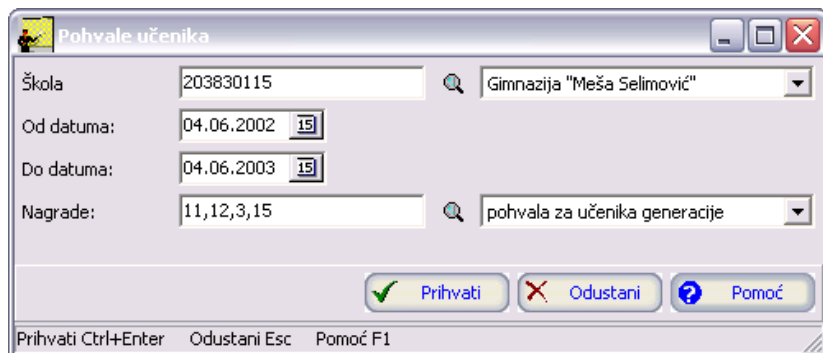 Pohvale učenika
Škola 203830115 Gimnazija "Meša Selimović"
Od datuma: 04.06.2002 15
Do datuma: 04.06.2003 15
Nagrade: 11,12,3,15 pohvala za učenika generacije
Prihvati Odustani ? Pomoć
Prihvati Ctrl+Enter Odustani Esc Pomoć F1